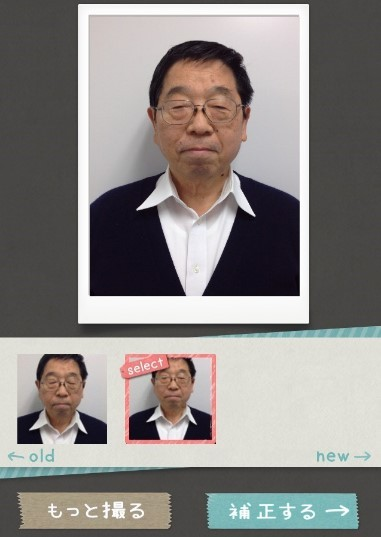 select
← old
new →
もっと撮る
補正する →